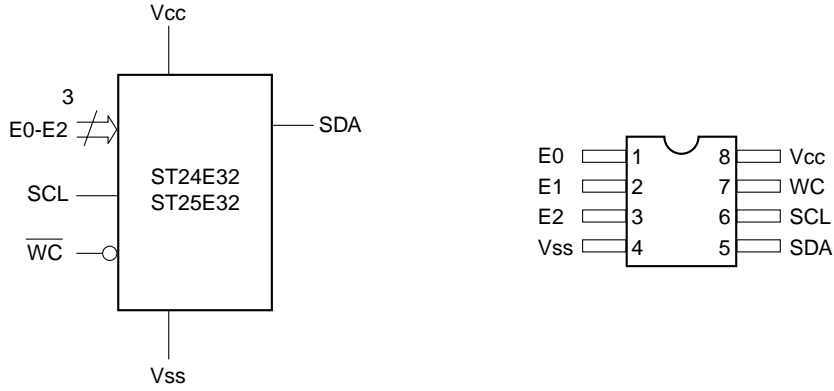 Vcc
3
E0-E2
SDA
ST24E32
ST25E32
SCL
W̅C̅
Vss
E0 1 8 Vcc
E1 2 7 WC
E2 3 6 SCL
Vss 4 5 SDA